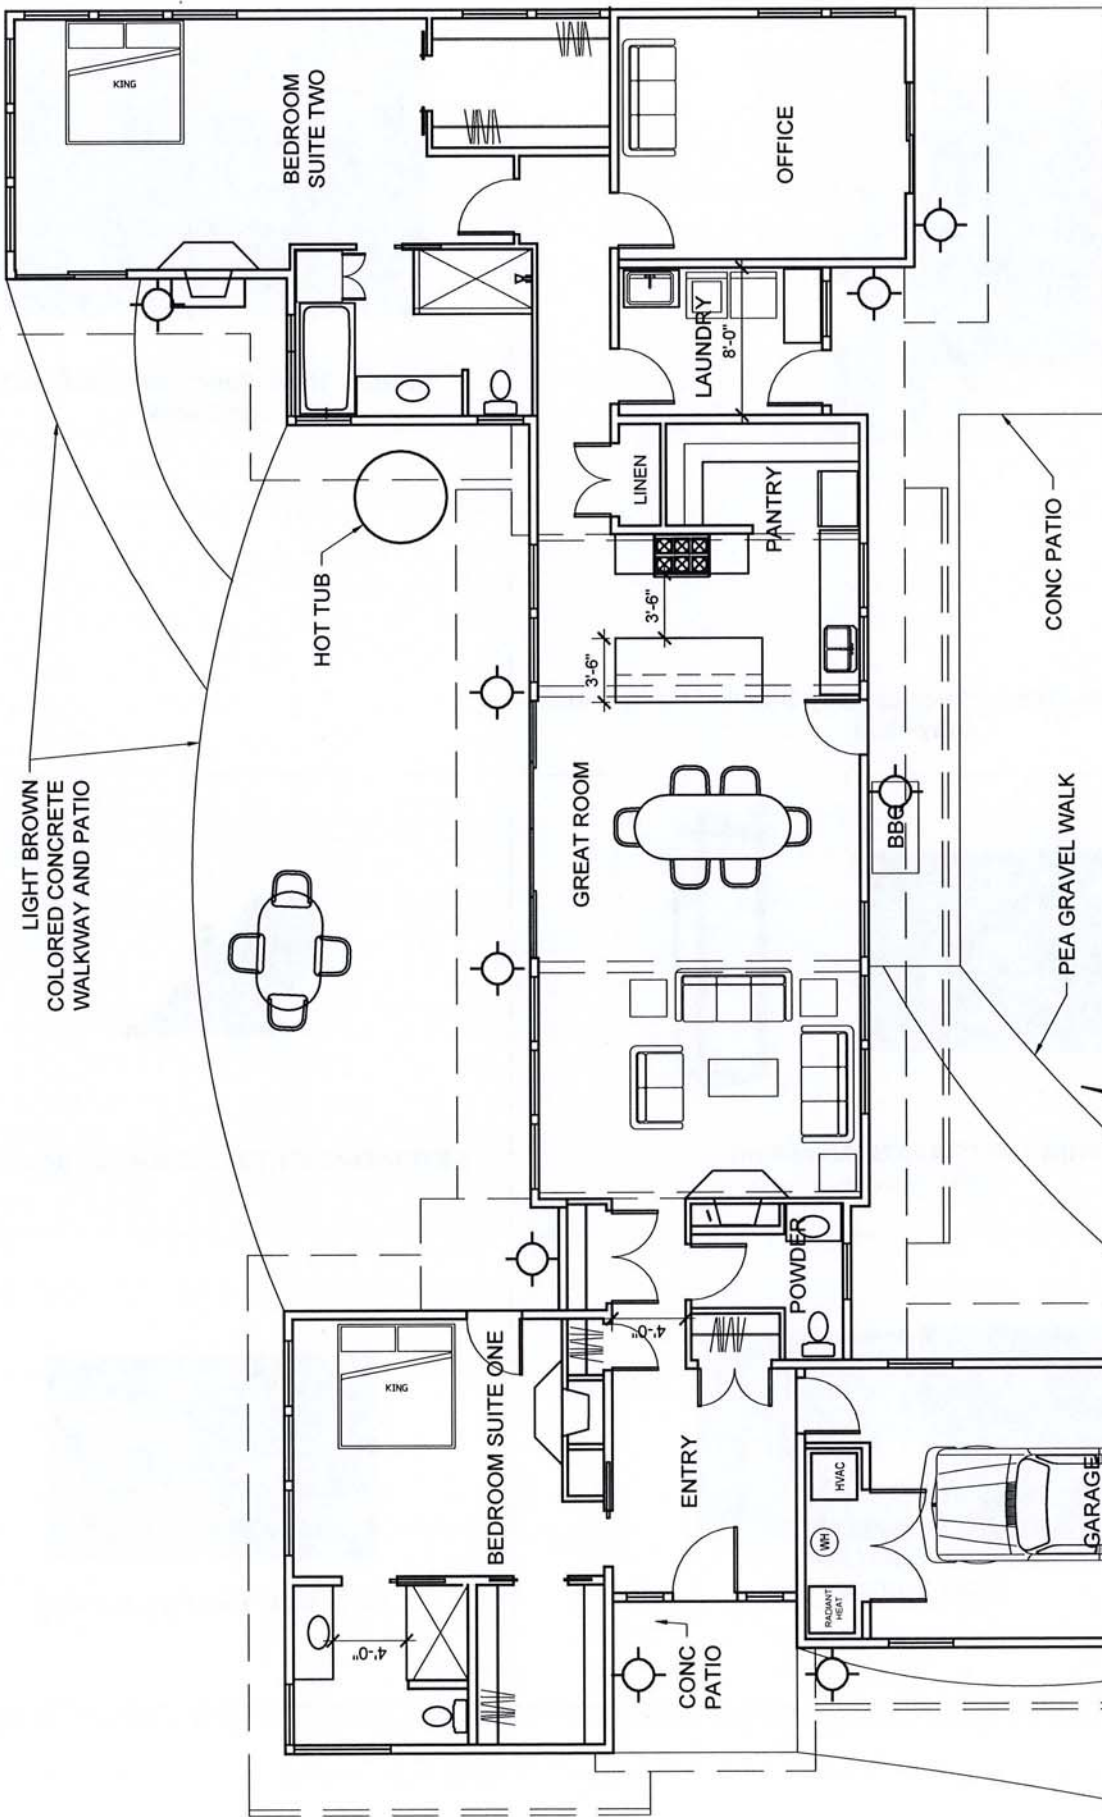 LIGHT BROWN
COLORED CONCRETE
WALKWAY AND PATIO
HOT TUB
KING
BEDROOM
SUITE TWO
OFFICE
LAUNDRY
8'-0"
LINEN
PANTRY
3'-6"
3'-6"
CONC PATIO
GREAT ROOM
BBQ
PEA GRAVEL WALK
POWDER
4'-0"
KING
BEDROOM SUITE ONE
ENTRY
4'-0"
CONC
PATIO
HVAC
WH
RADIANT
HEAT
GARAGE